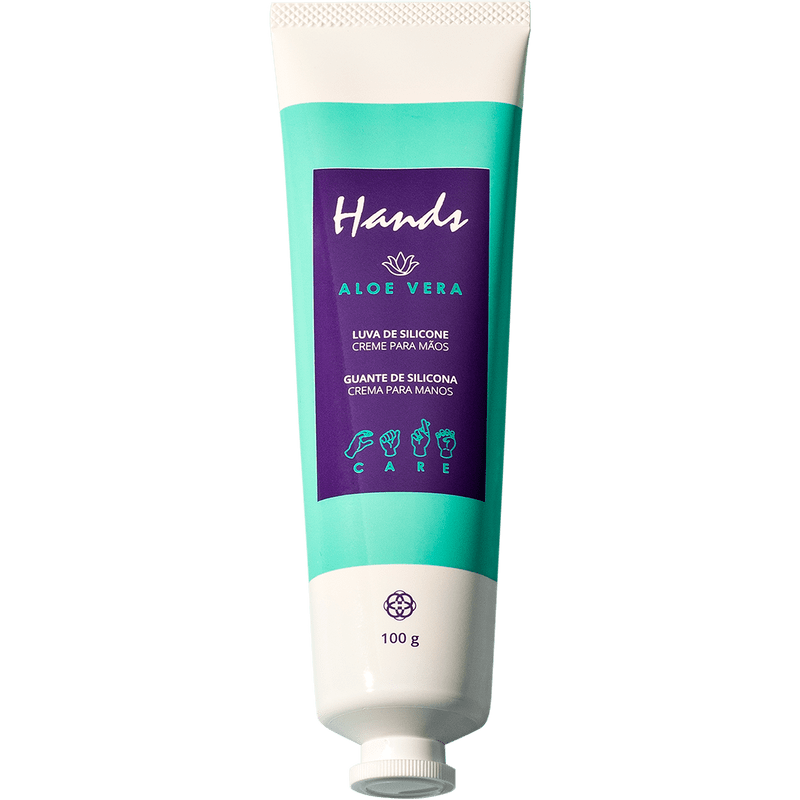 Hands
ALOE VERA
LUVA DE SILICONE
CREME PARA MÃOS
GUANTE DE SILICONA
CREMA PARA MANOS
C A R E
100 g